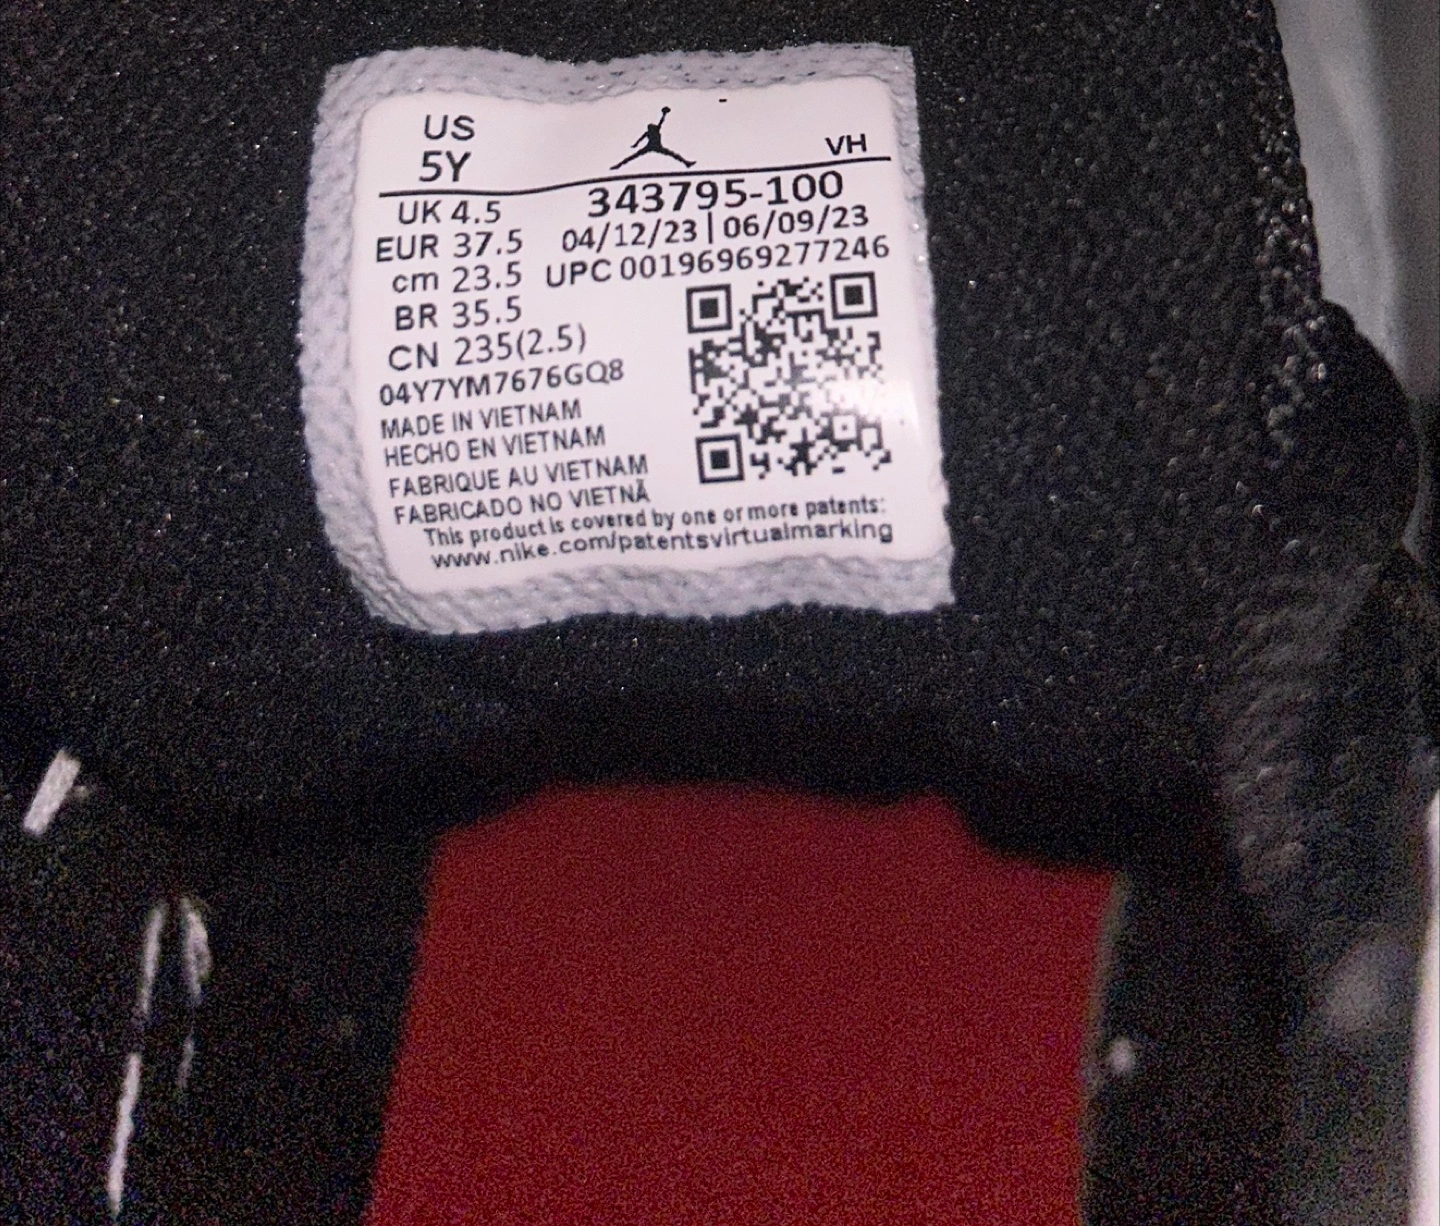 US
5Y
VH
343795-100
UK 4.5
04/12/23 | 06/09/23
EUR 37.5
UPC 00196969277246
cm 23.5
BR 35.5
CN 235(2.5)
04Y7YM7676GQ8
MADE IN VIETNAM
HECHO EN VIETNAM
FABRIQUE AU VIETNAM
FABRICADO NO VIETNÃ
This product is covered by one or more patents:
www.nike.com/patentsvirtualmarking